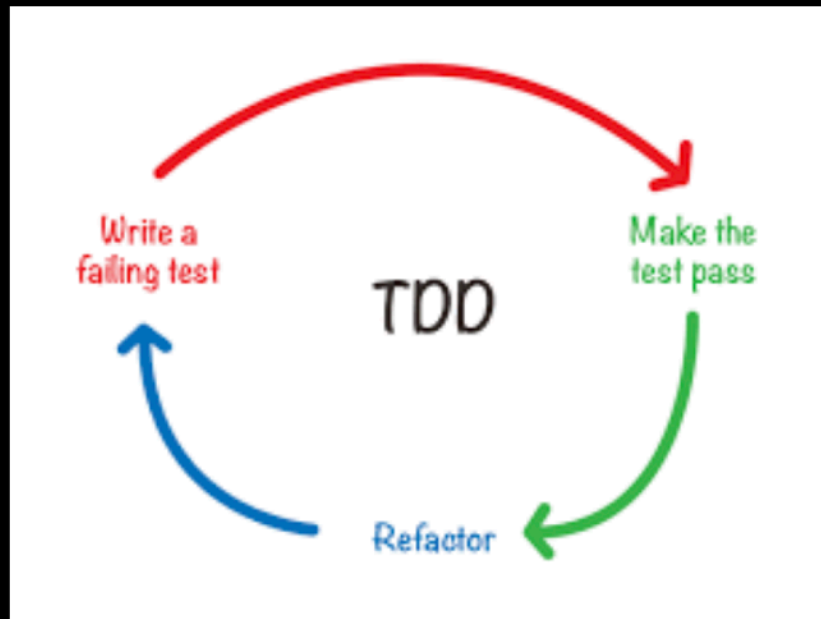 Write a
failing test
Make the
test pass
TDD
Refactor